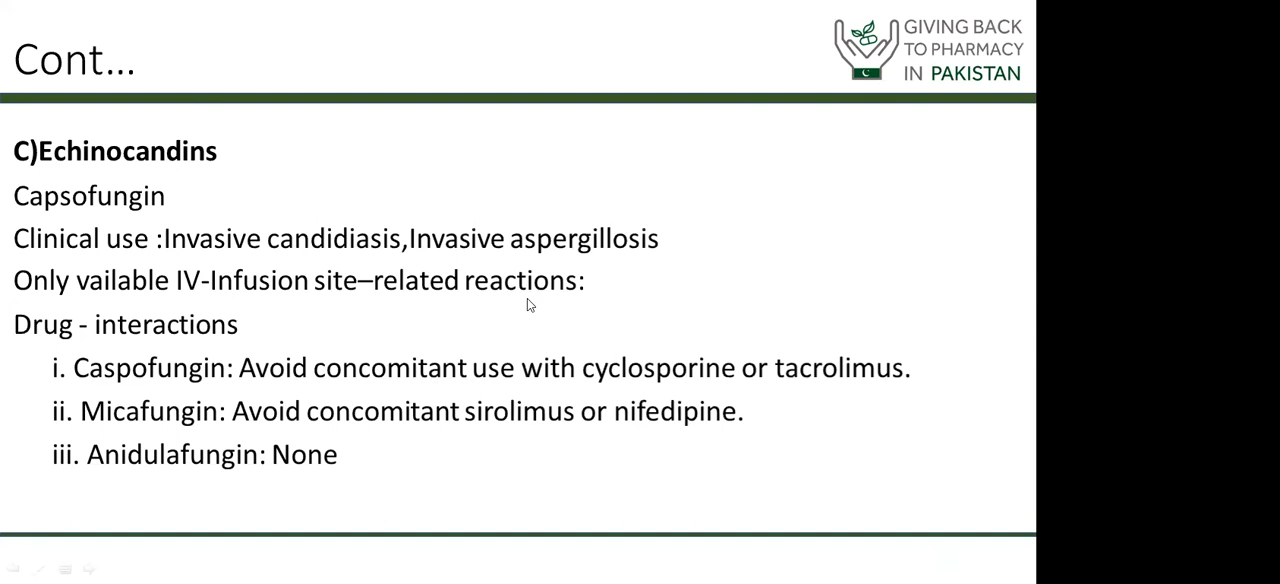 Cont...
GIVING BACK
TO PHARMACY
IN PAKISTAN
C)Echinocandins
Capsofungin
Clinical use :Invasive candidiasis,Invasive aspergillosis
Only vailable IV-Infusion site–related reactions:
Drug - interactions
i. Caspofungin: Avoid concomitant use with cyclosporine or tacrolimus.
ii. Micafungin: Avoid concomitant sirolimus or nifedipine.
iii. Anidulafungin: None